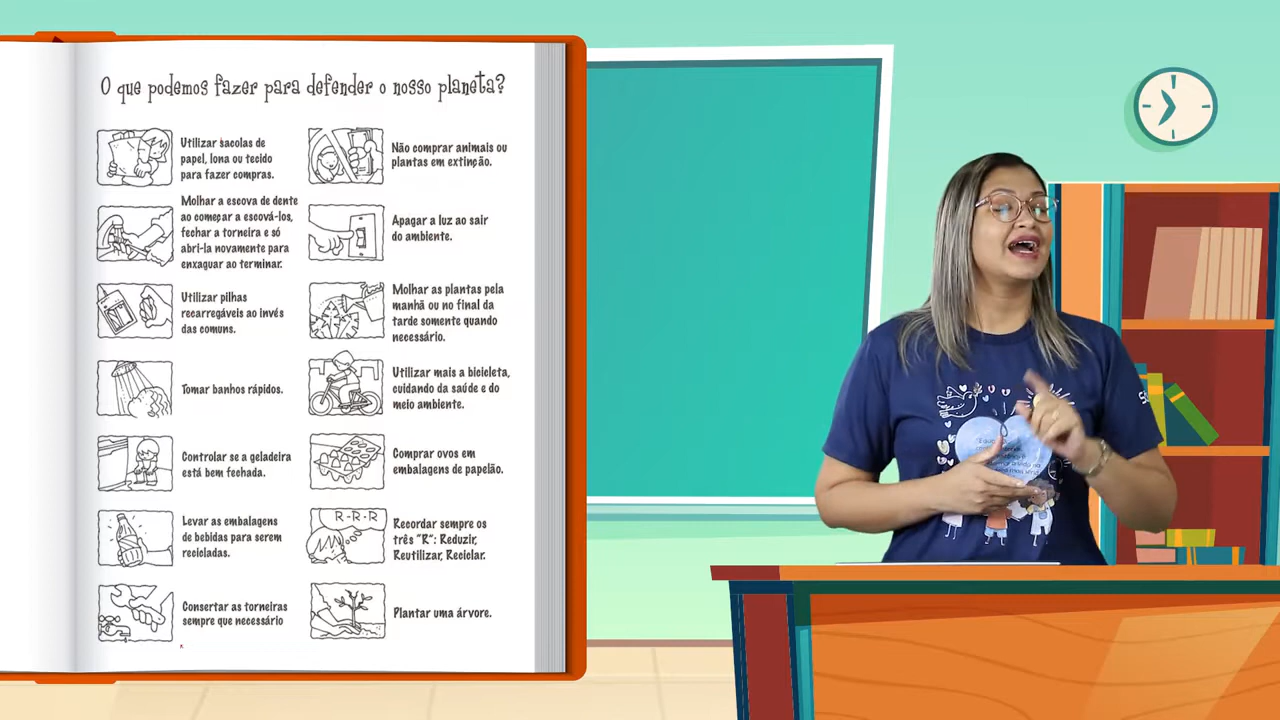 O que podemos fazer para defender o nosso planeta?
Utilizar sacolas de
papel, lona ou tecido
para fazer compras.
Molhar a escova de dente
ao começar a escová-los,
fechar a torneira e só
abri-la novamente para
enxaguar ao terminar.
Utilizar pilhas
recarregáveis ao invés
das comuns.
Tomar banhos rápidos.
Controlar se a geladeira
está bem fechada.
Levar as embalagens
de bebidas para serem
recicladas.
Consertar as torneiras
sempre que necessário
Não comprar animais ou
plantas em extinção.
Apagar a luz ao sair
do ambiente.
Molhar as plantas pela
manhã ou no final da
tarde somente quando
necessário.
Utilizar mais a bicicleta,
cuidando da saúde e do
meio ambiente.
Comprar ovos em
embalagens de papelão.
R-R-R
Recordar sempre os
três "R": Reduzir,
Reutilizar, Reciclar.
Plantar uma árvore.